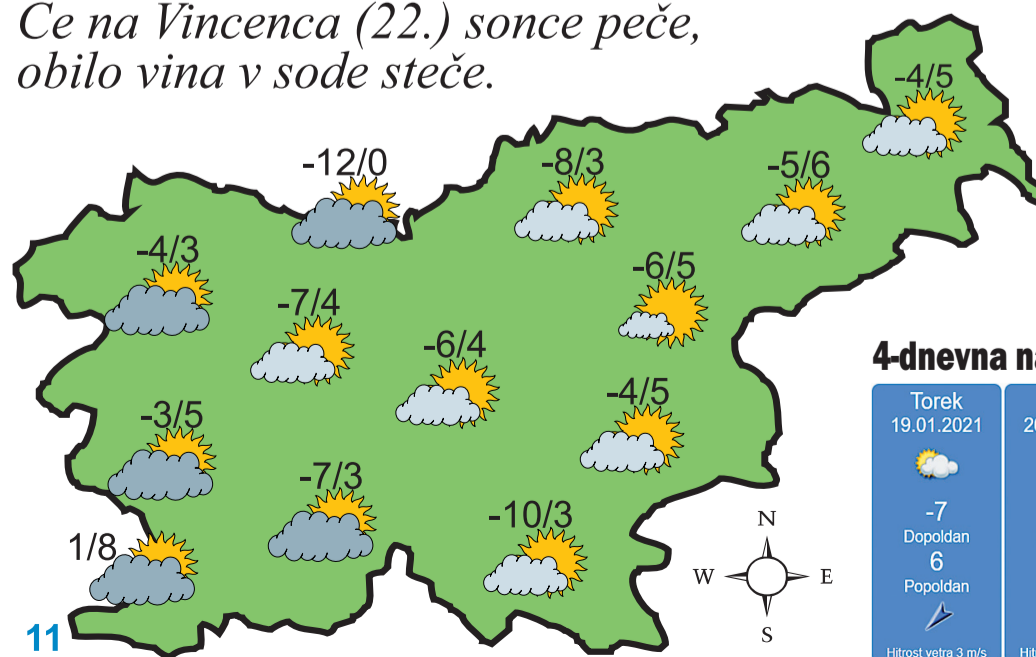 Če na Vincenca (22.) sonce peče,
obilo vina v sode steče.
-4/5
-12/0
-8/3
-5/6
-4/3
-6/5
-7/4
-6/4
-4/5
-3/5
-7/3
-10/3
1/8
N
W E
S
11
4-dnevna
Torek
19.01.2021
-7
Dopoldan
6
Popoldan
Hitrost vetra 3 m/s